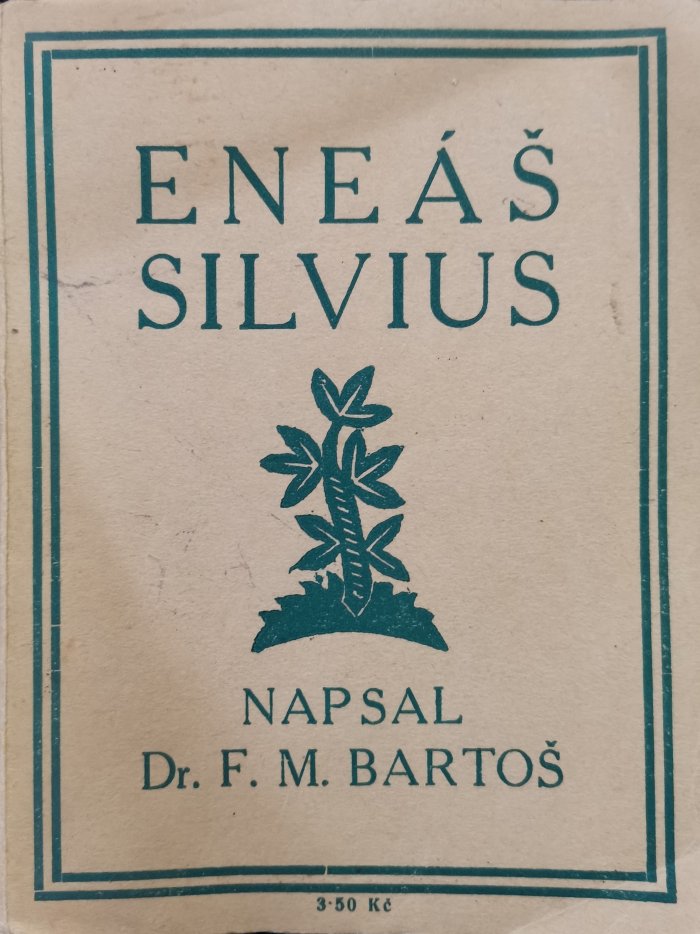 ENEÁŠ
SILVIUS
NAPSAL
Dr. F. M. BARTOŠ
3·50 Kč